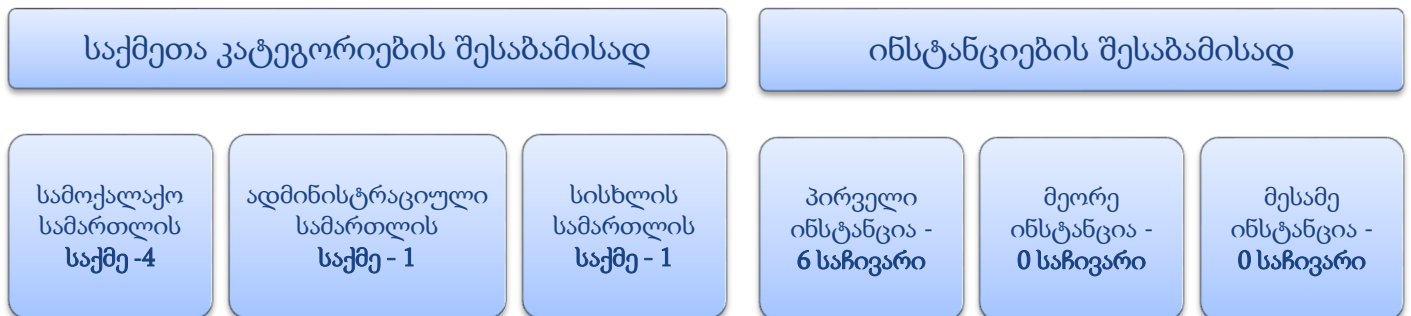 საქმეთა კატეგორიების შესაბამისად
სამოქალაქო
სამართლის
საქმე -4
ადმინისტრაციული
სამართლის
საქმე - 1
სისხლის
სამართლის
საქმე - 1
ინსტანციების შესაბამისად
პირველი
ინსტანცია -
6 საჩივარი
მეორე
ინსტანცია -
0 საჩივარი
მესამე
ინსტანცია -
0 საჩივარი